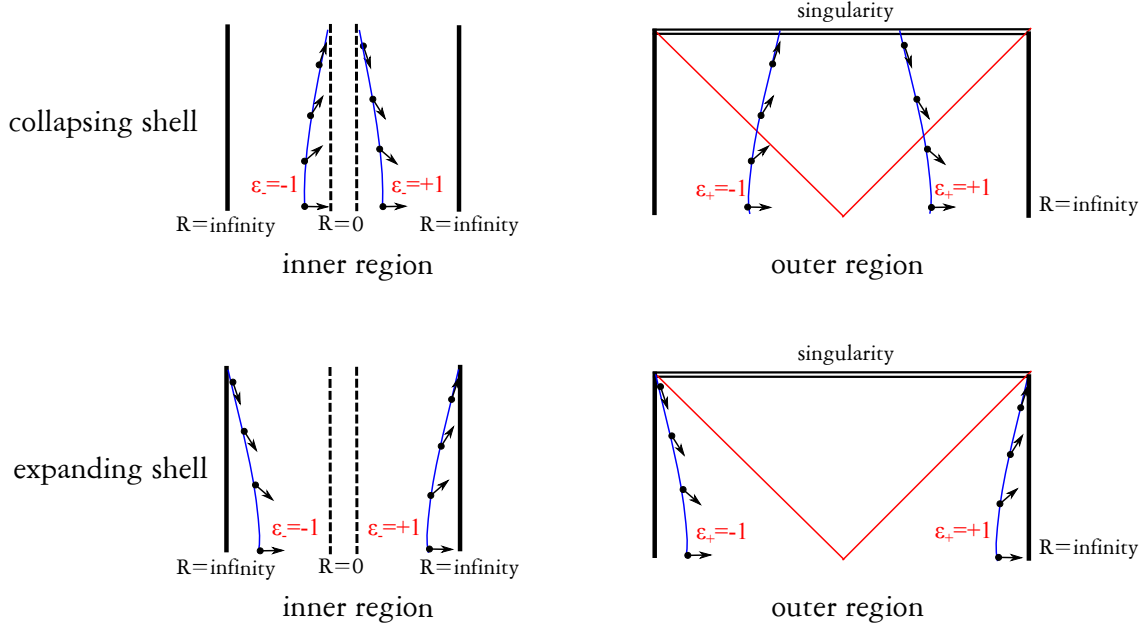 singularity
collapsing shell
ε₋=-1
ε₋=+1
ε₊=-1
ε₊=+1
R=infinity
R=0
R=infinity
R=infinity
inner region
outer region
singularity
expanding shell
ε₋=-1
ε₋=+1
ε₊=-1
ε₊=+1
R=infinity
R=0
R=infinity
R=infinity
inner region
outer region